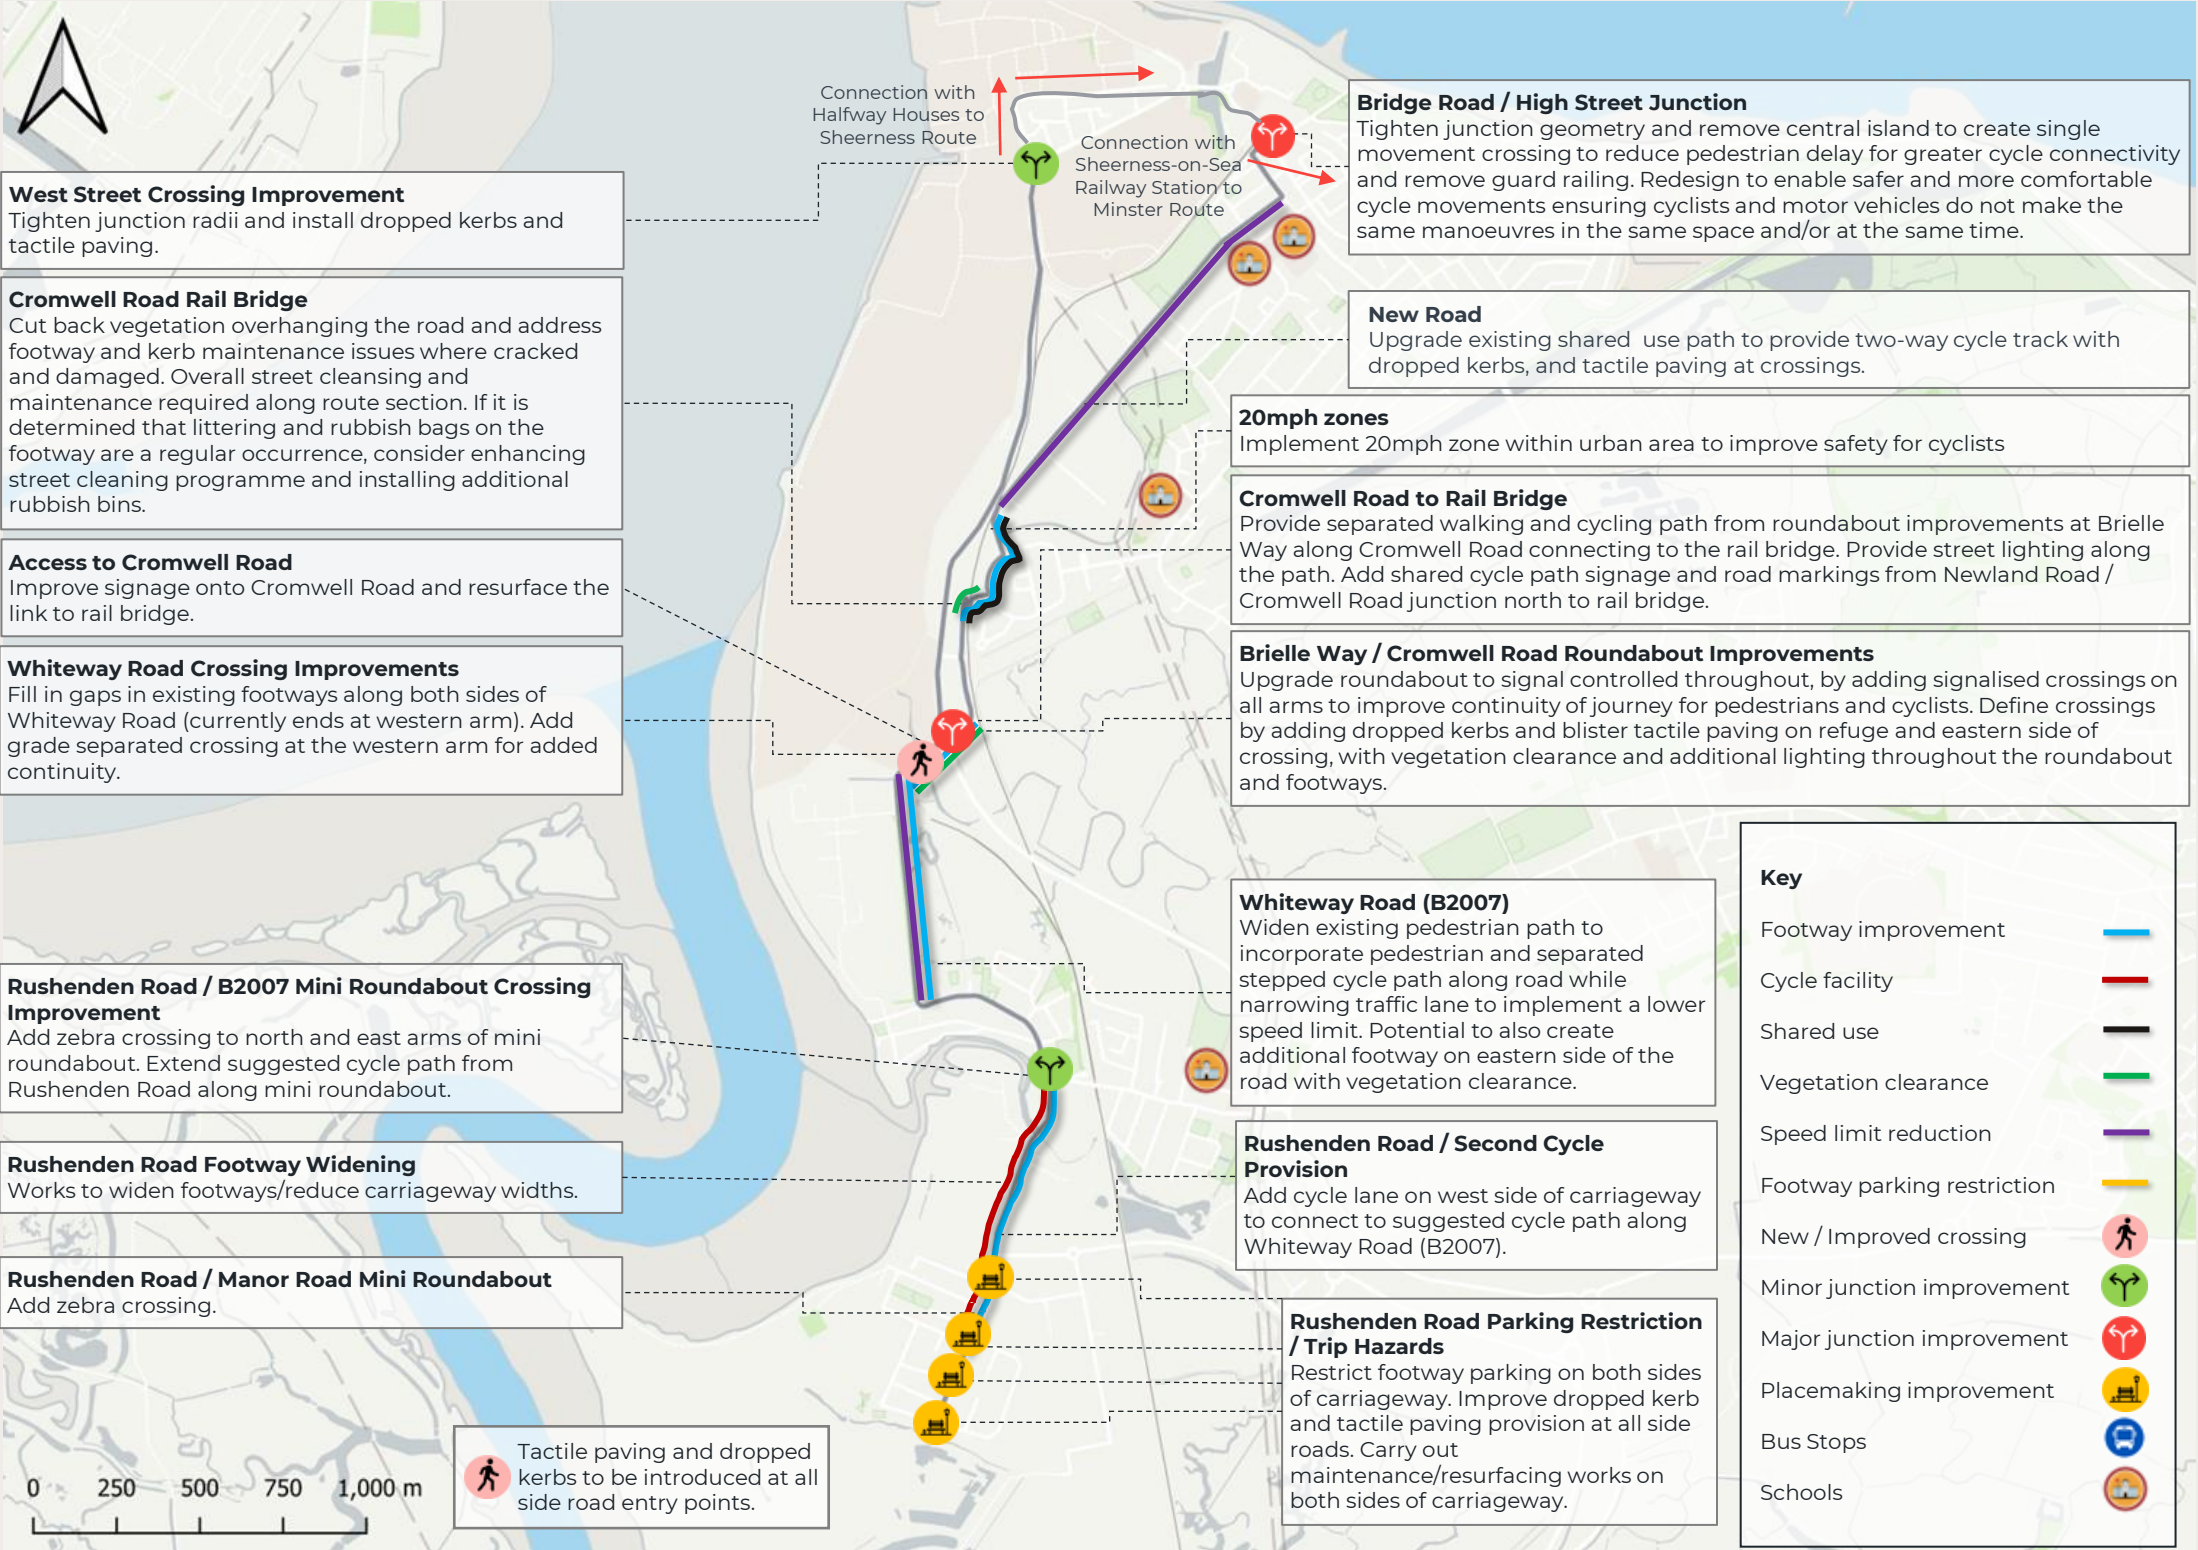 Connection with
Halfway Houses to
Sheerness Route
Connection with
Sheerness-on-Sea
Railway Station to
Minster Route
West Street Crossing Improvement
Tighten junction radii and install dropped kerbs and
tactile paving.
Cromwell Road Rail Bridge
Cut back vegetation overhanging the road and address
footway and kerb maintenance issues where cracked
and damaged. Overall street cleansing and
maintenance required along route section. If it is
determined that littering and rubbish bags on the
footway are a regular occurrence, consider enhancing
street cleaning programme and installing additional
rubbish bins.
Access to Cromwell Road
Improve signage onto Cromwell Road and resurface the
link to rail bridge.
Whiteway Road Crossing Improvements
Fill in gaps in existing footways along both sides of
Whiteway Road (currently ends at western arm). Add
grade separated crossing at the western arm for added
continuity.
Rushenden Road / B2007 Mini Roundabout Crossing
Improvement
Add zebra crossing to north and east arms of mini
roundabout. Extend suggested cycle path from
Rushenden Road along mini roundabout.
Rushenden Road Footway Widening
Works to widen footways/reduce carriageway widths.
Rushenden Road / Manor Road Mini Roundabout
Add zebra crossing.
Tactile paving and dropped
kerbs to be introduced at all
side road entry points.
0 250 500 750 1,000 m
Bridge Road / High Street Junction
Tighten junction geometry and remove central island to create single
movement crossing to reduce pedestrian delay for greater cycle connectivity
and remove guard railing. Redesign to enable safer and more comfortable
cycle movements ensuring cyclists and motor vehicles do not make the
same manoeuvres in the same space and/or at the same time.
New Road
Upgrade existing shared use path to provide two-way cycle track with
dropped kerbs, and tactile paving at crossings.
20mph zones
Implement 20mph zone within urban area to improve safety for cyclists
Cromwell Road to Rail Bridge
Provide separated walking and cycling path from roundabout improvements at Brielle
Way along Cromwell Road connecting to the rail bridge. Provide street lighting along
the path. Add shared cycle path signage and road markings from Newland Road /
Cromwell Road junction north to rail bridge.
Brielle Way / Cromwell Road Roundabout Improvements
Upgrade roundabout to signal controlled throughout, by adding signalised crossings on
all arms to improve continuity of journey for pedestrians and cyclists. Define crossings
by adding dropped kerbs and blister tactile paving on refuge and eastern side of
crossing, with vegetation clearance and additional lighting throughout the roundabout
and footways.
Whiteway Road (B2007)
Widen existing pedestrian path to
incorporate pedestrian and separated
stepped cycle path along road while
narrowing traffic lane to implement a lower
speed limit. Potential to also create
additional footway on eastern side of the
road with vegetation clearance.
Rushenden Road / Second Cycle
Provision
Add cycle lane on west side of carriageway
to connect to suggested cycle path along
Whiteway Road (B2007).
Rushenden Road Parking Restriction
/ Trip Hazards
Restrict footway parking on both sides
of carriageway. Improve dropped kerb
and tactile paving provision at all side
roads. Carry out
maintenance/resurfacing works on
both sides of carriageway.
Key
Footway improvement
Cycle facility
Shared use
Vegetation clearance
Speed limit reduction
Footway parking restriction
New / Improved crossing
Minor junction improvement
Major junction improvement
Placemaking improvement
Bus Stops
Schools